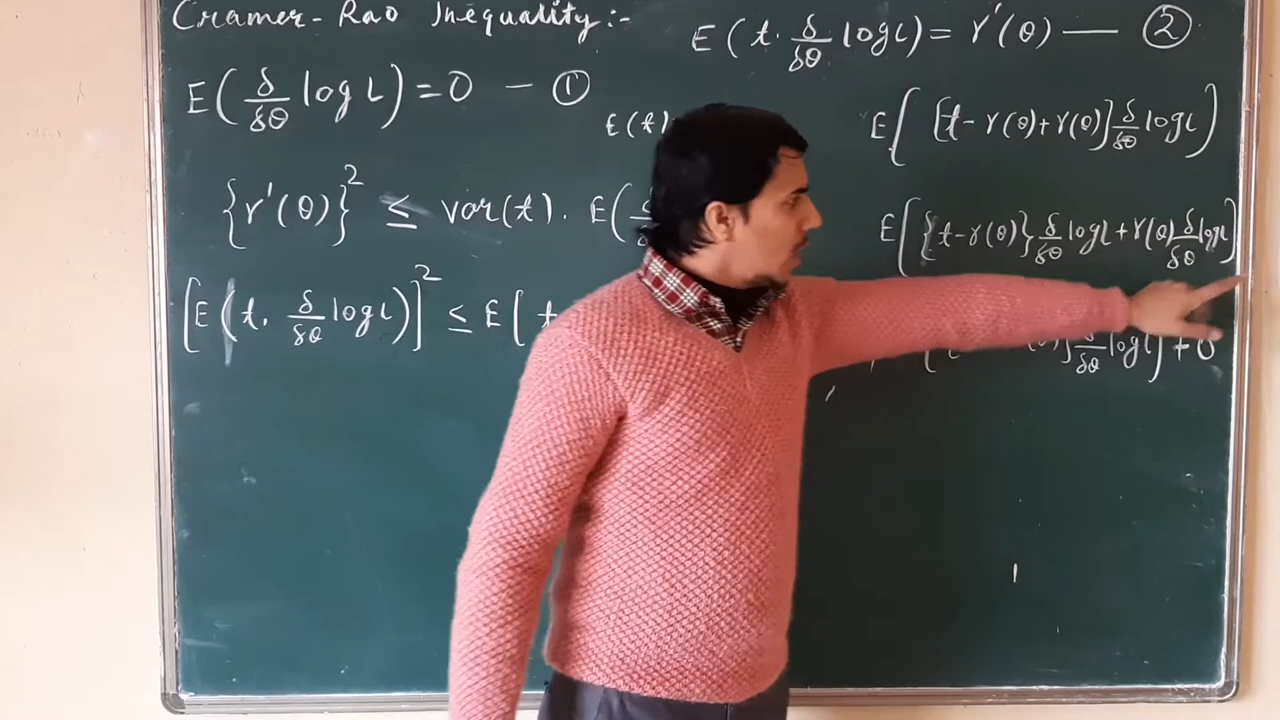 Cramer-Rao Inequality:-
E(δ/δθ log L) = 0 — ①
{r'(θ)}² ≤ var(t). E(
[E(t. δ/δθ log L)]² ≤ E[t
E(t)
E(t. δ/δθ log L) = r'(θ) — ②
E[[t - r(θ) + r(θ)] δ/δθ log L)
E[{t - r(θ)} δ/δθ log L + r(θ) δ/δθ log L]
] δ/δθ log L] + 0